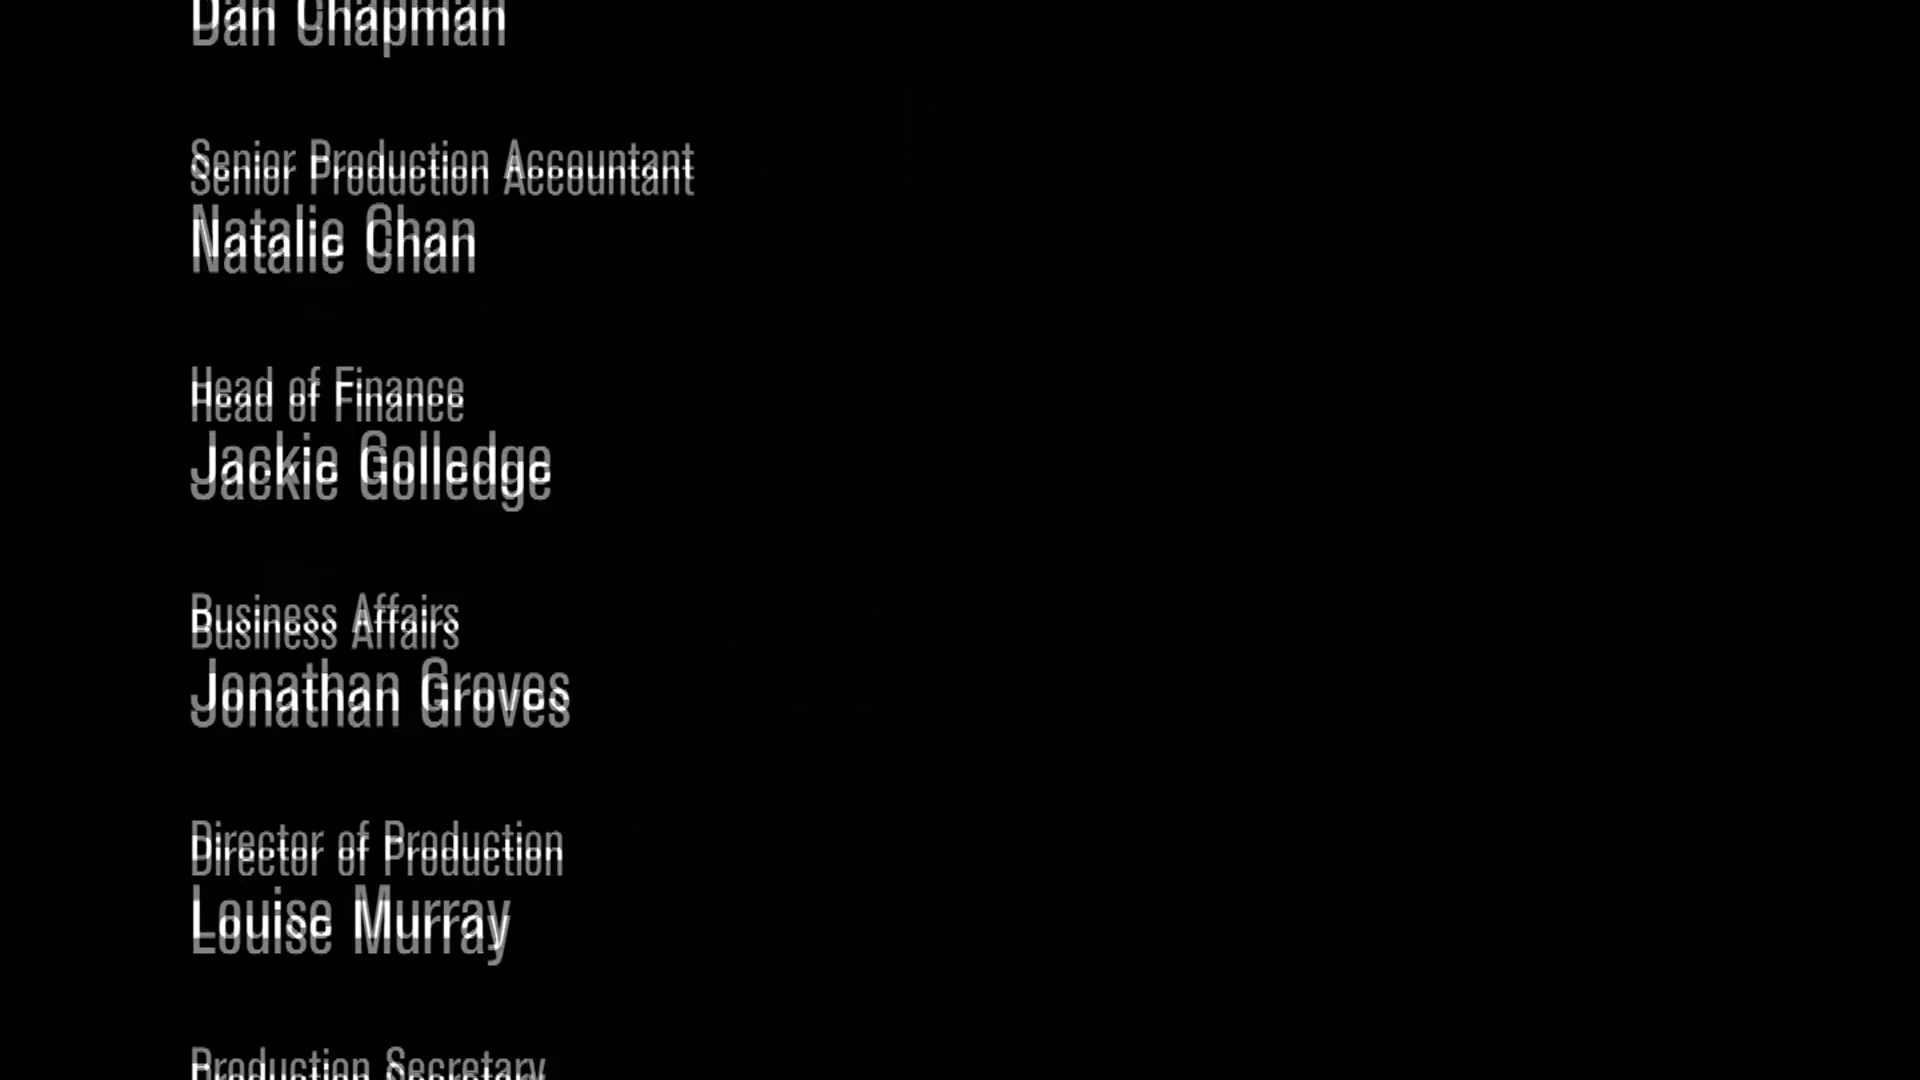 Dan Chapman
Senior Production Accountant
Natalie Chan
Head of Finance
Jackie Golledge
Business Affairs
Jonathan Groves
Director of Production
Louise Murray
Production Secretary